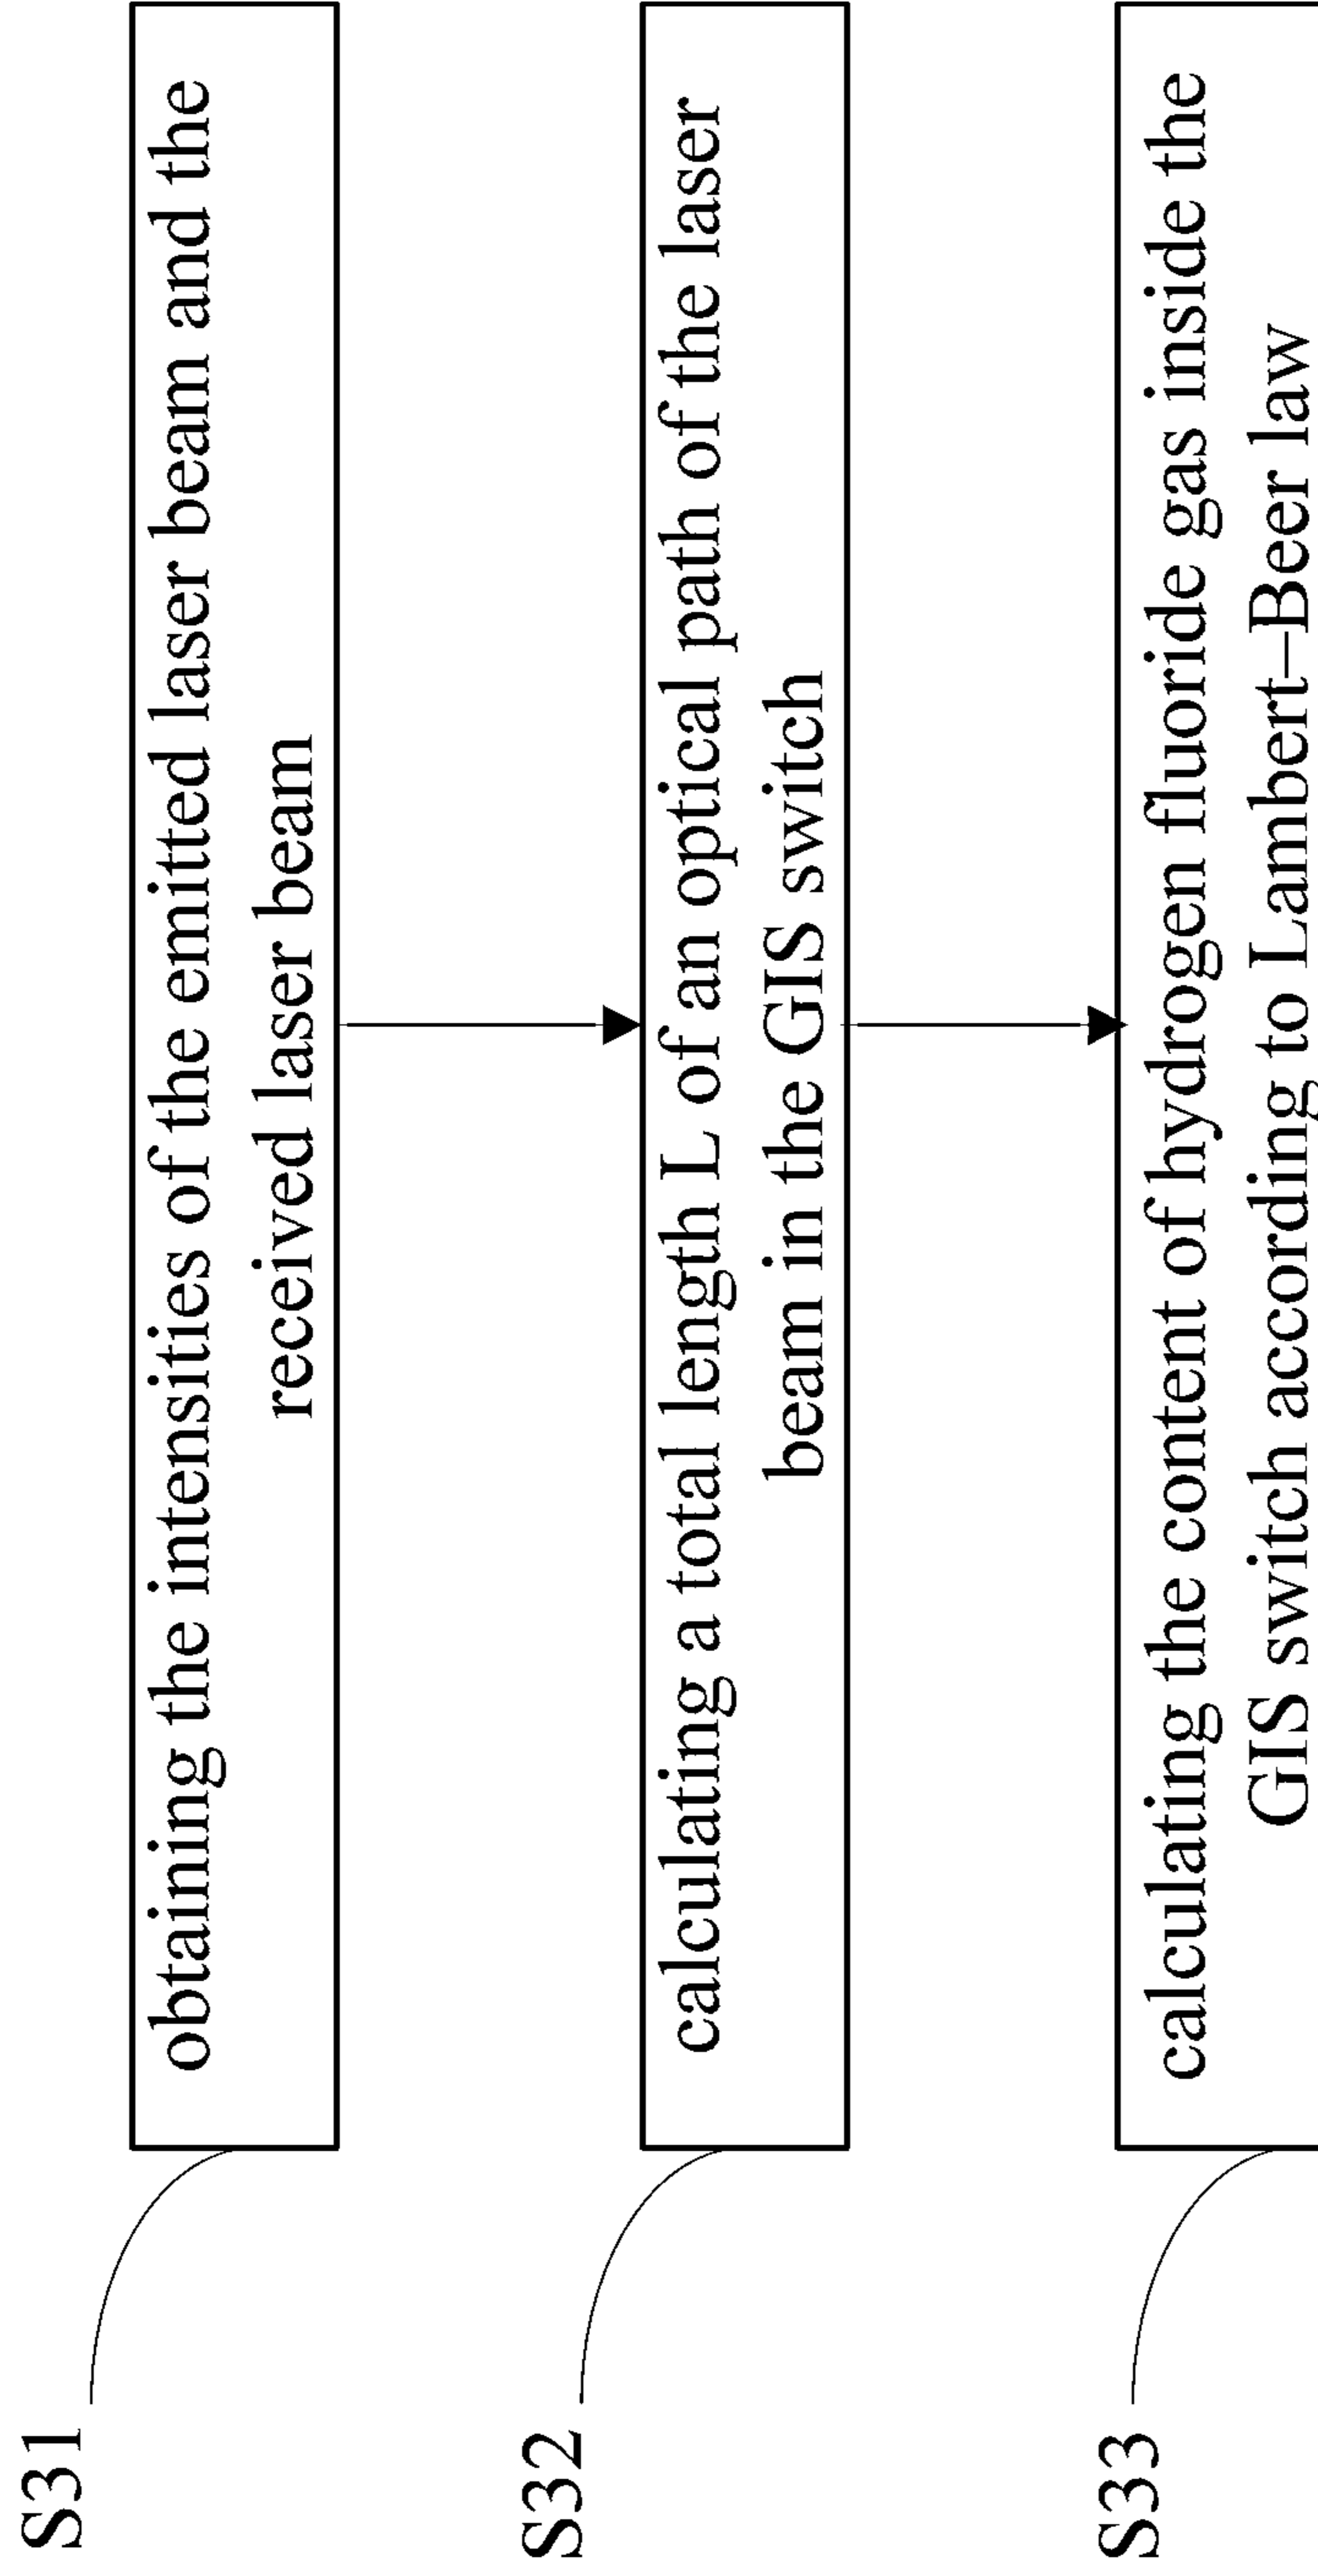 S31
obtaining the intensities of the emitted laser beam and the
received laser beam
S32
calculating a total length L of an optical path of the laser
beam in the GIS switch
S33
calculating the content of hydrogen fluoride gas inside the
GIS switch according to Lambert–Beer law